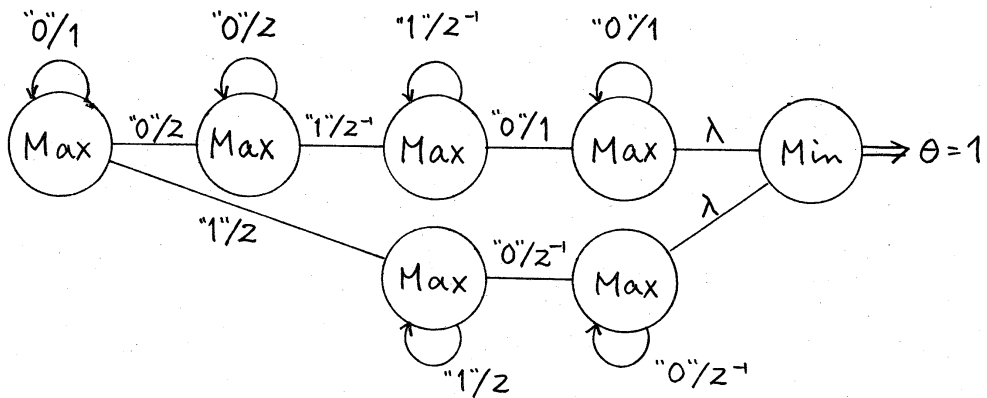 "0"/1 "0"/2 "1"/2⁻¹ "0"/1
"0"/2 "1"/2⁻¹ "0"/1 λ
Max Max Max Max Min θ=1
"1"/2 λ
"0"/2⁻¹
Max Max
"1"/2 "0"/2⁻¹